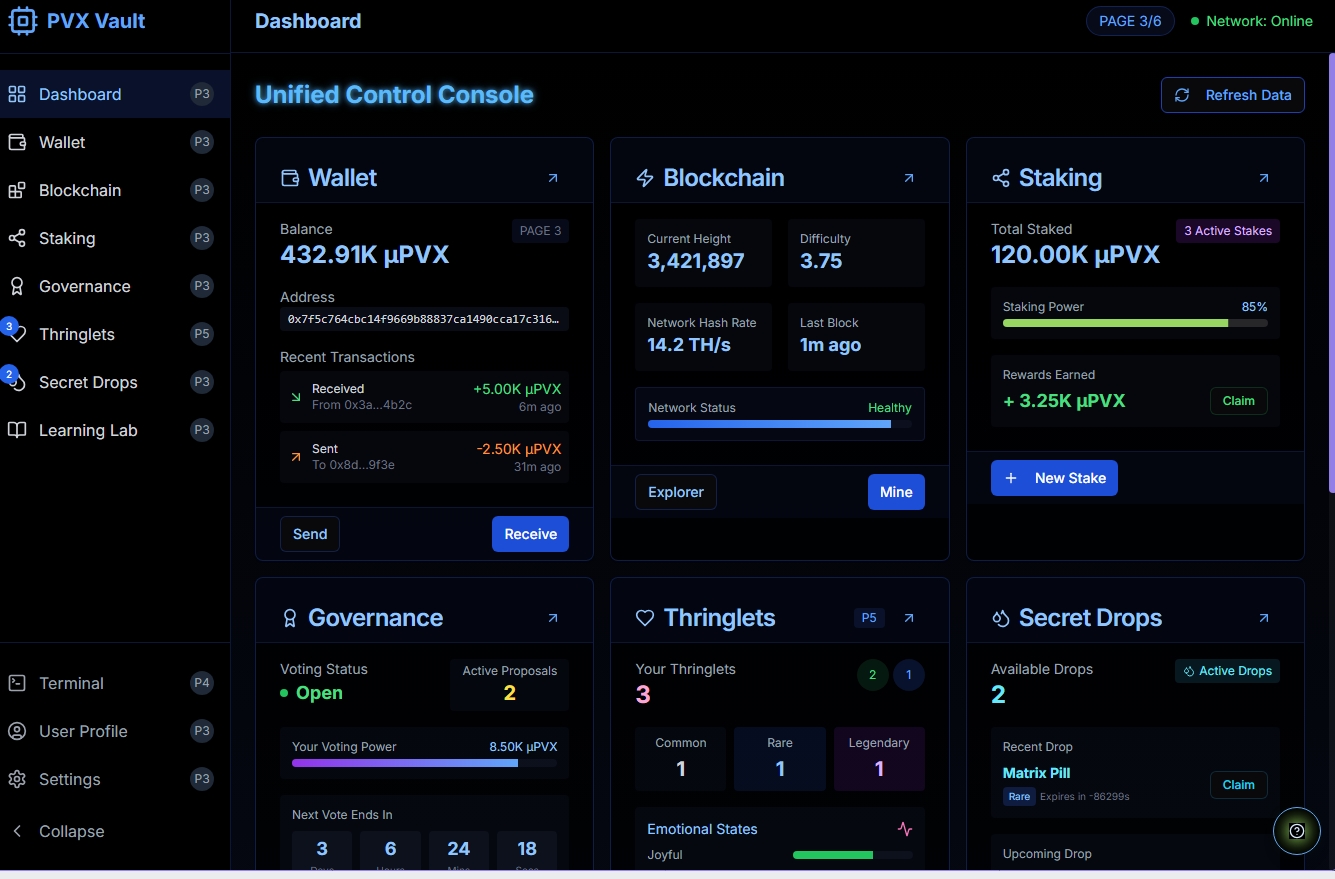 PVX Vault
Dashboard
PAGE 3/6
Network: Online
Dashboard P3
Wallet P3
Blockchain P3
Staking P3
Governance P3
3 Thringlets P5
2 Secret Drops P3
Learning Lab P3
Terminal P4
User Profile P3
Settings P3
Collapse
Unified Control Console
Refresh Data
Wallet
Balance PAGE 3
432.91K µPVX
Address
0x7f5c764cbc14f9669b88837ca1490cca17c316…
Recent Transactions
Received +5.00K µPVX
From 0x3a...4b2c 6m ago
Sent -2.50K µPVX
To 0x8d...9f3e 31m ago
Send Receive
Blockchain
Current Height
3,421,897
Difficulty
3.75
Network Hash Rate
14.2 TH/s
Last Block
1m ago
Network Status Healthy
Explorer Mine
Staking
Total Staked 3 Active Stakes
120.00K µPVX
Staking Power 85%
Rewards Earned
+ 3.25K µPVX Claim
+ New Stake
Governance
Voting Status
Open
Active Proposals
2
Your Voting Power 8.50K µPVX
Next Vote Ends In
3 6 24 18
Days Hours Mins Secs
Thringlets P5
Your Thringlets 2 1
3
Common
1
Rare
1
Legendary
1
Emotional States
Joyful
Secret Drops
Available Drops Active Drops
2
Recent Drop
Matrix Pill
Rare Expires in -86299s
Claim
Upcoming Drop